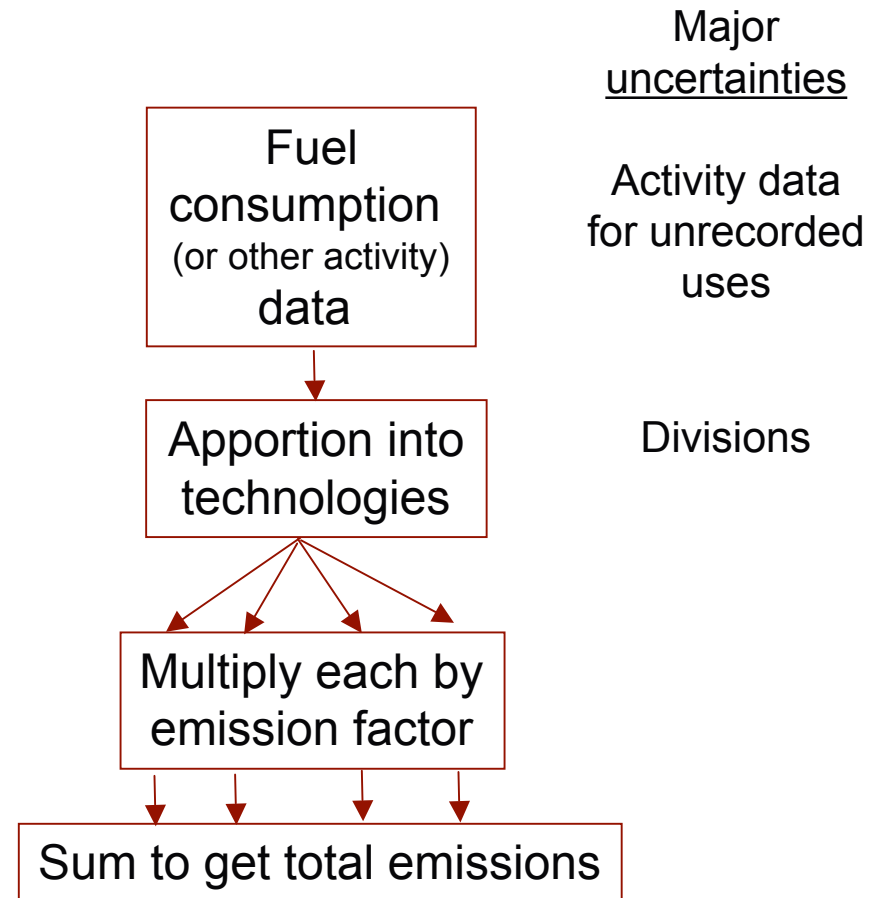 Major
uncertainties
Fuel
consumption
(or other activity)
data
Activity data
for unrecorded
uses
Apportion into
technologies
Divisions
Multiply each by
emission factor
Sum to get total emissions